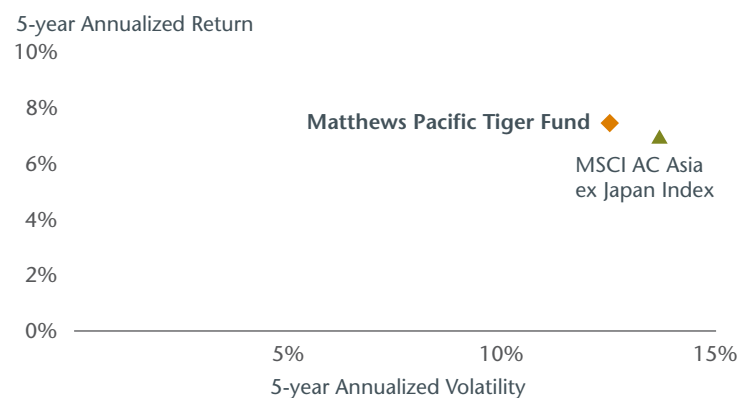 5-year Annualized Return
10%
8%
Matthews Pacific Tiger Fund
6%
MSCI AC Asia
ex Japan Index
4%
2%
0%
5% 10% 15%
5-year Annualized Volatility